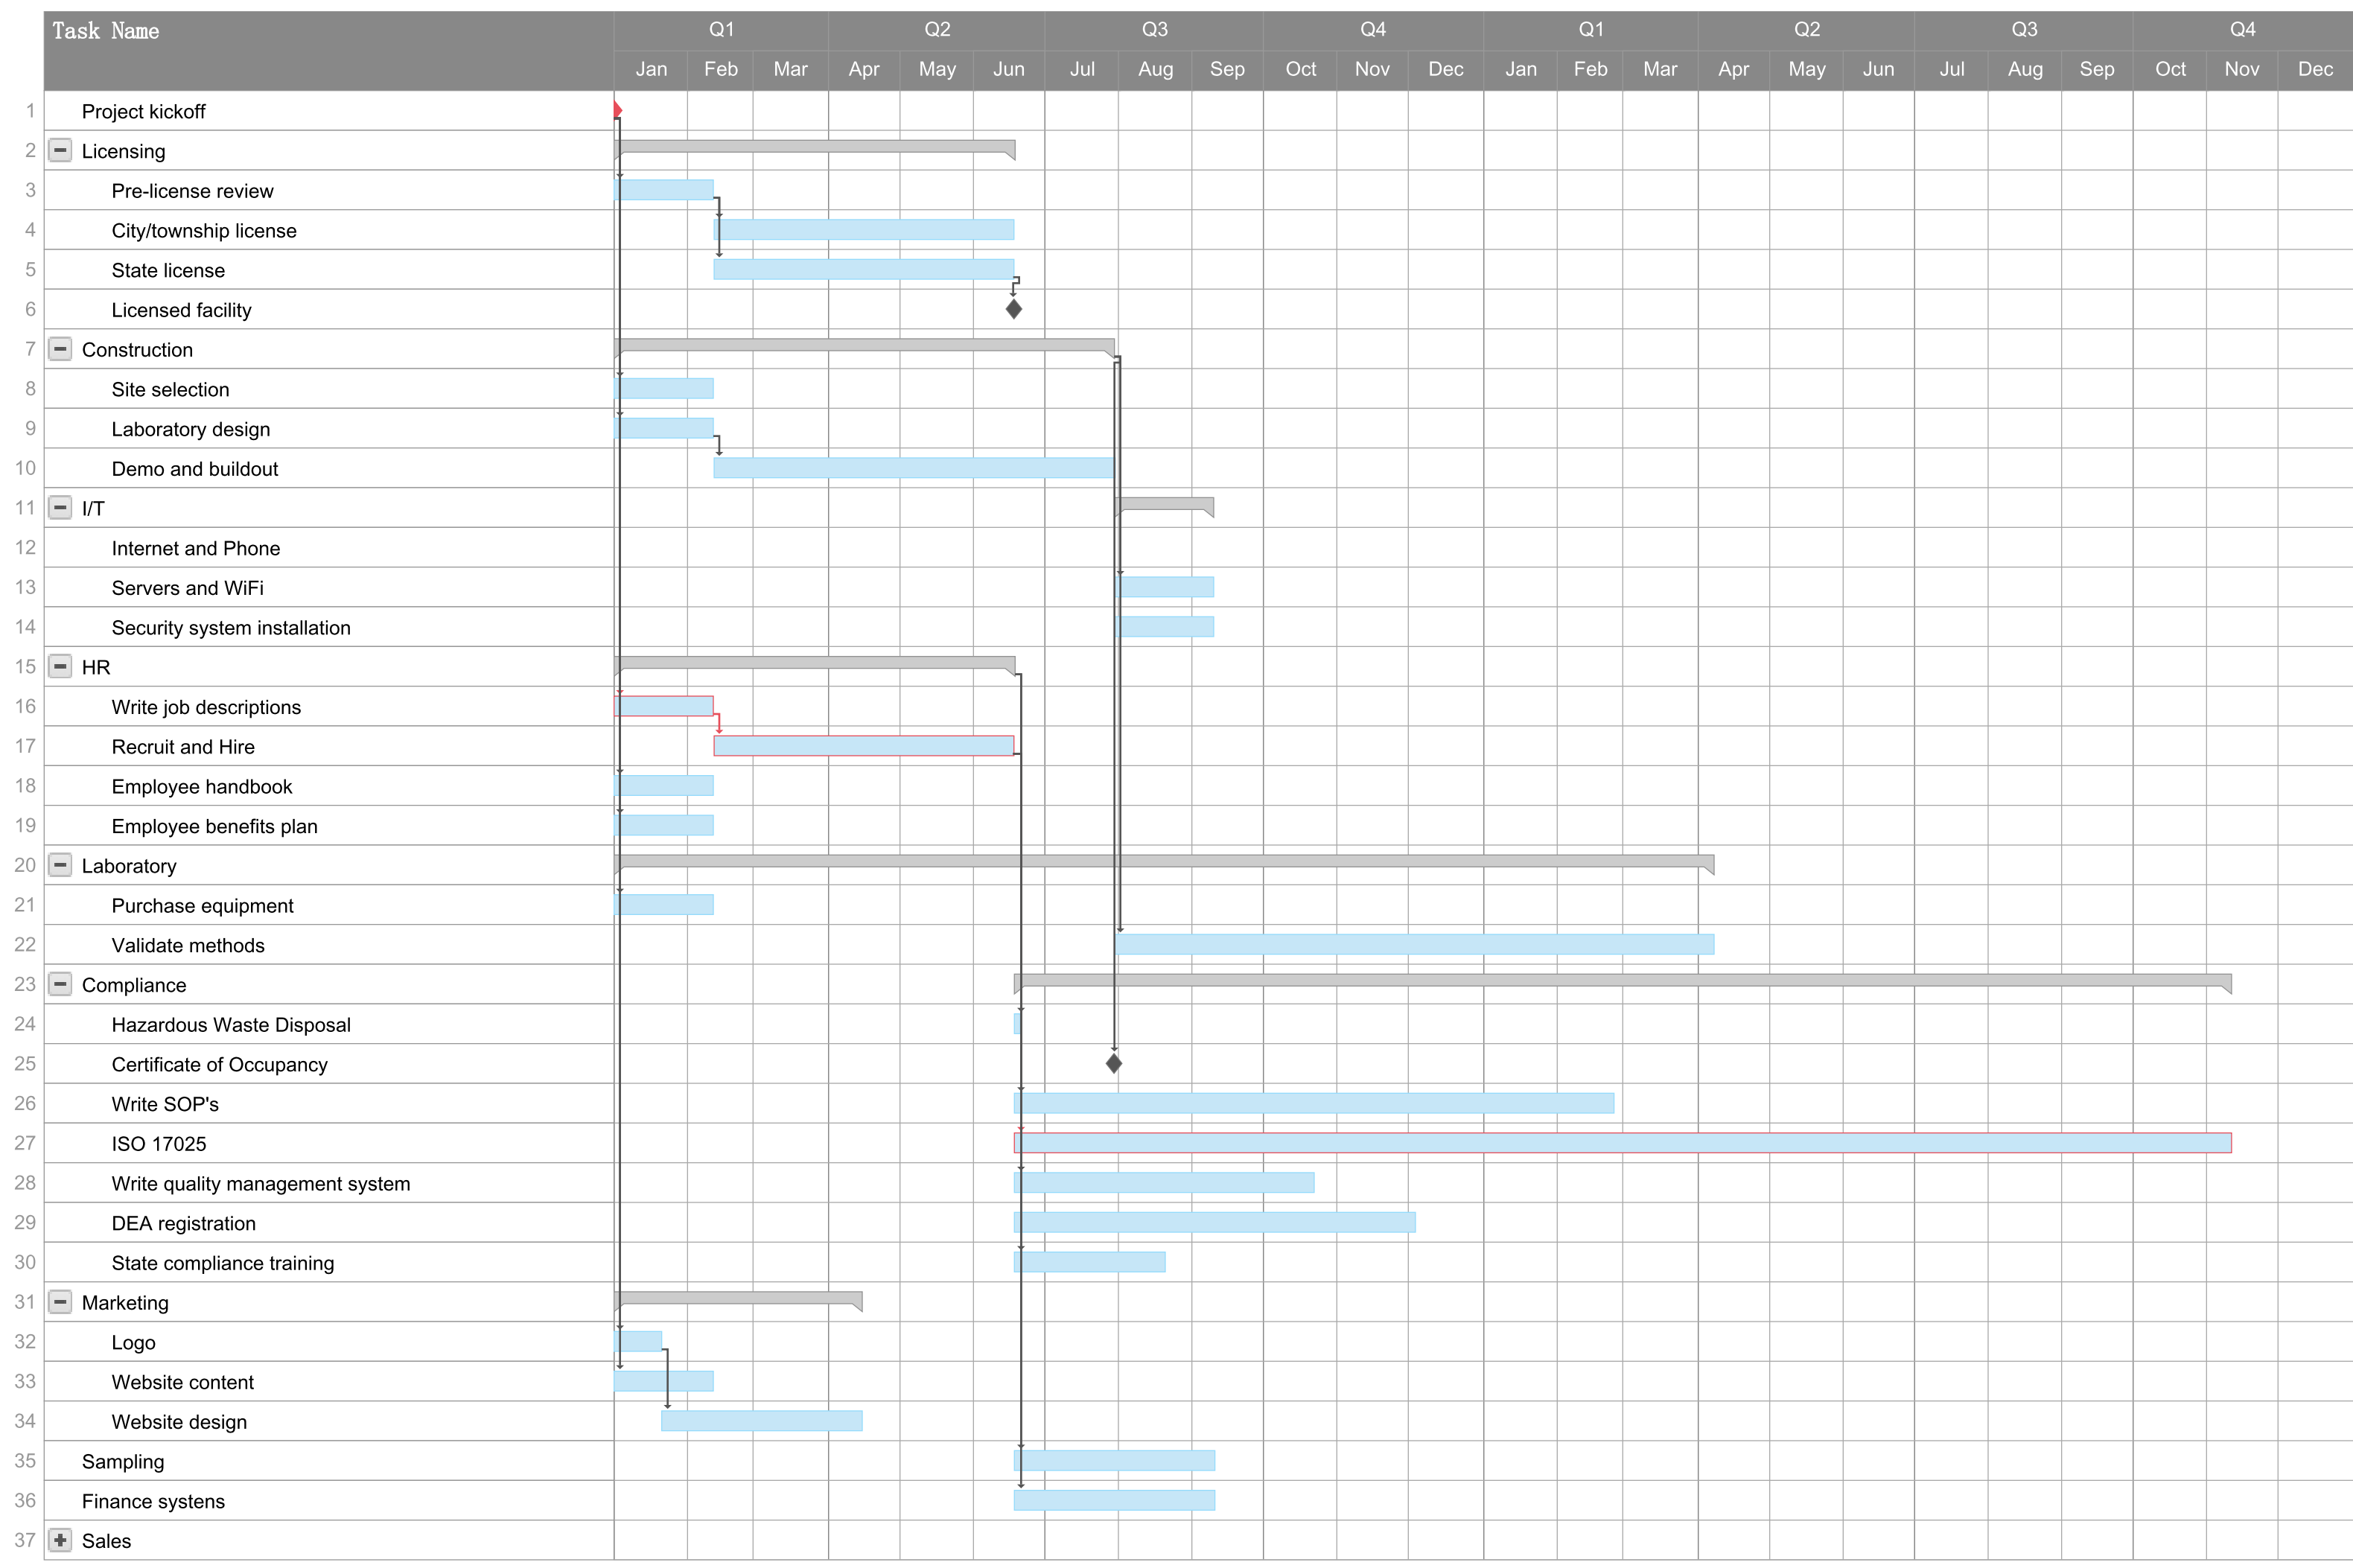 Task Name
Q1 Q2 Q3 Q4 Q1 Q2 Q3 Q4
Jan Feb Mar Apr May Jun Jul Aug Sep Oct Nov Dec Jan Feb Mar Apr May Jun Jul Aug Sep Oct Nov Dec
1 Project kickoff
2 Licensing
3 Pre-license review
4 City/township license
5 State license
6 Licensed facility
7 Construction
8 Site selection
9 Laboratory design
10 Demo and buildout
11 I/T
12 Internet and Phone
13 Servers and WiFi
14 Security system installation
15 HR
16 Write job descriptions
17 Recruit and Hire
18 Employee handbook
19 Employee benefits plan
20 Laboratory
21 Purchase equipment
22 Validate methods
23 Compliance
24 Hazardous Waste Disposal
25 Certificate of Occupancy
26 Write SOP's
27 ISO 17025
28 Write quality management system
29 DEA registration
30 State compliance training
31 Marketing
32 Logo
33 Website content
34 Website design
35 Sampling
36 Finance systens
37 Sales